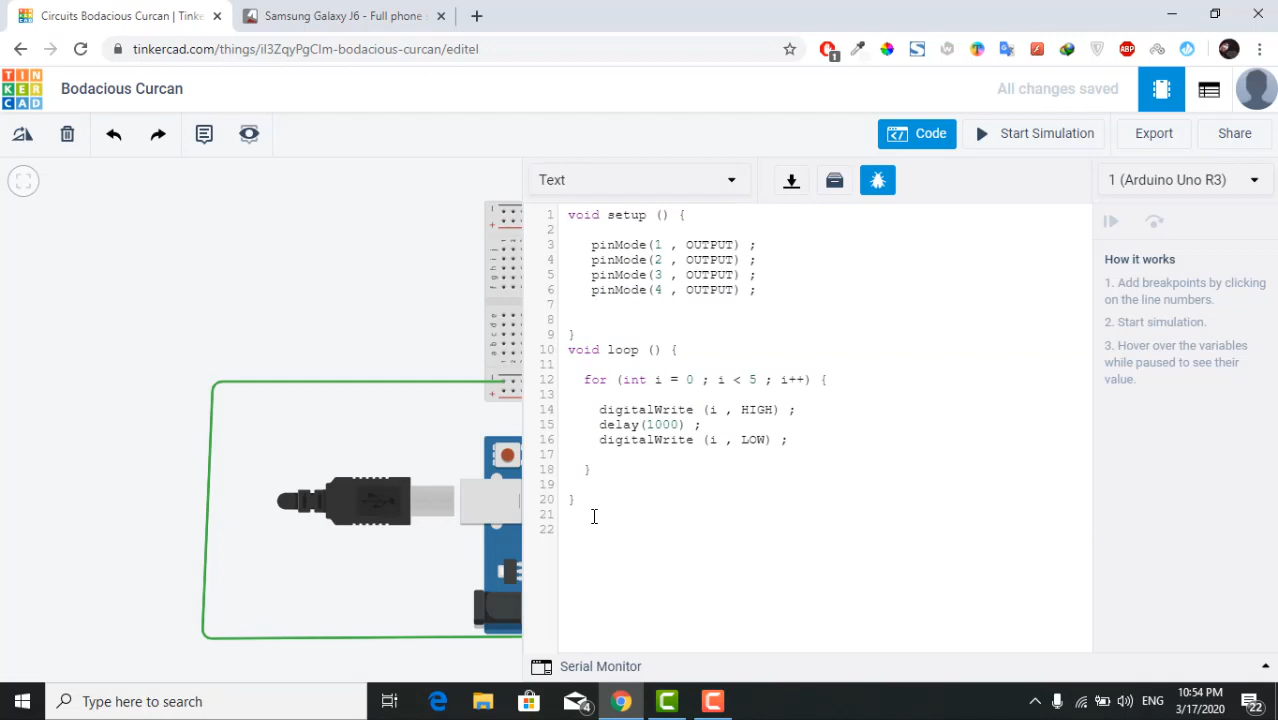 Circuits Bodacious Curcan | Tinker
Samsung Galaxy J6 - Full phone s
tinkercad.com/things/il3ZqyPgClm-bodacious-curcan/editel
1
ABP
TIN
KER
CAD
Bodacious Curcan
All changes saved
Code
Start Simulation
Export
Share
Text
1 (Arduino Uno R3)
1 void setup () {
2
3 pinMode(1 , OUTPUT) ;
4 pinMode(2 , OUTPUT) ;
5 pinMode(3 , OUTPUT) ;
6 pinMode(4 , OUTPUT) ;
7
8
9 }
10 void loop () {
11
12 for (int i = 0 ; i < 5 ; i++) {
13
14 digitalWrite (i , HIGH) ;
15 delay(1000) ;
16 digitalWrite (i , LOW) ;
17
18 }
19
20 }
21
22
How it works
1. Add breakpoints by clicking
on the line numbers.
2. Start simulation.
3. Hover over the variables
while paused to see their
value.
Serial Monitor
Type here to search
4
ENG
10:54 PM
3/17/2020
22